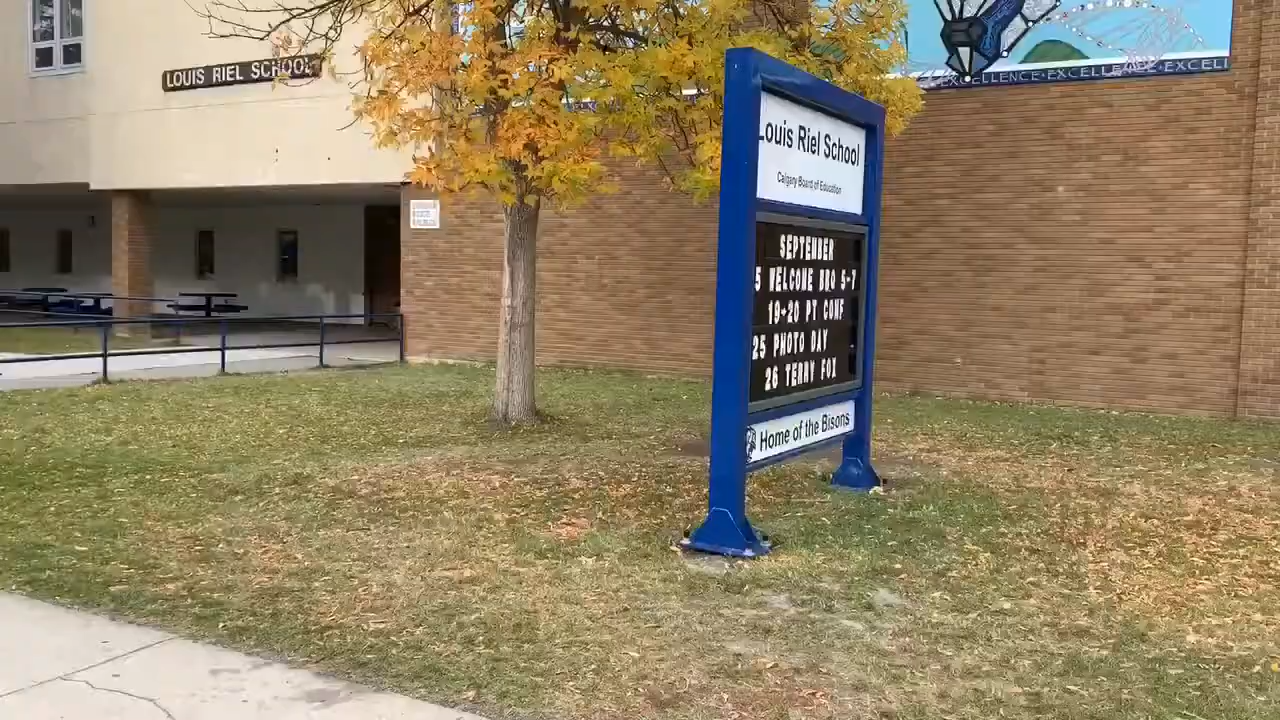 LOUIS RIEL SCHOOL
ELLENCE•EXCELLENCE•EXCELL
Louis Riel School
Calgary Board of Education
SEPTEMBER
5 WELCOME BBQ 5-7
19-20 PT CONF
25 PHOTO DAY
26 TERRY FOX
Home of the Bisons